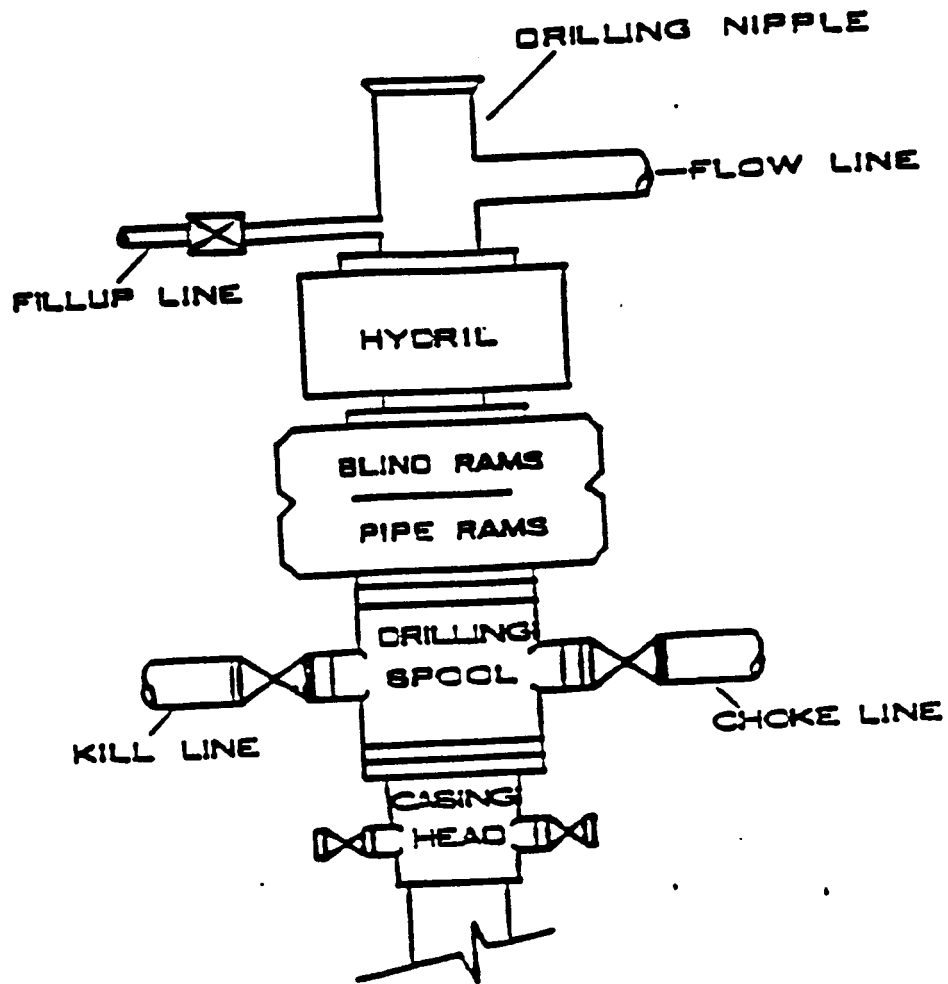 DRILLING NIPPLE
FLOW LINE
FILLUP LINE
HYDRIL
BLIND RAMS
PIPE RAMS
DRILLING
SPOOL
KILL LINE
CHOKE LINE
CASING
HEAD